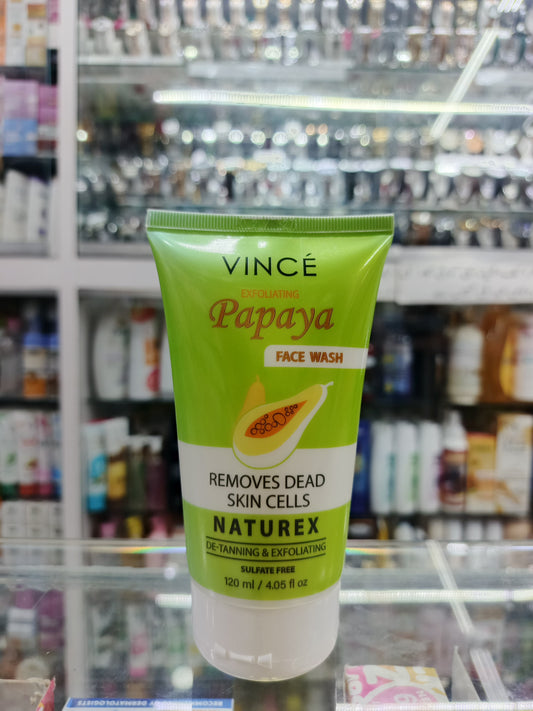 VINCÉ
EXFOLIATING
Papaya
FACE WASH
REMOVES DEAD
SKIN CELLS
NATUREX
DE-TANNING & EXFOLIATING
SULFATE FREE
120 ml / 4.05 fl oz